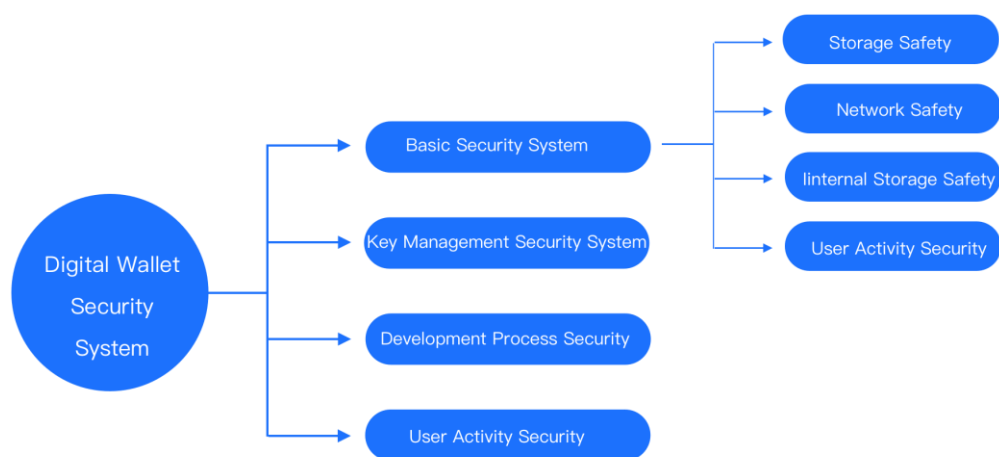 Digital Wallet
Security
System
Basic Security System
Key Management Security System
Development Process Security
User Activity Security
Storage Safety
Network Safety
Iinternal Storage Safety
User Activity Security